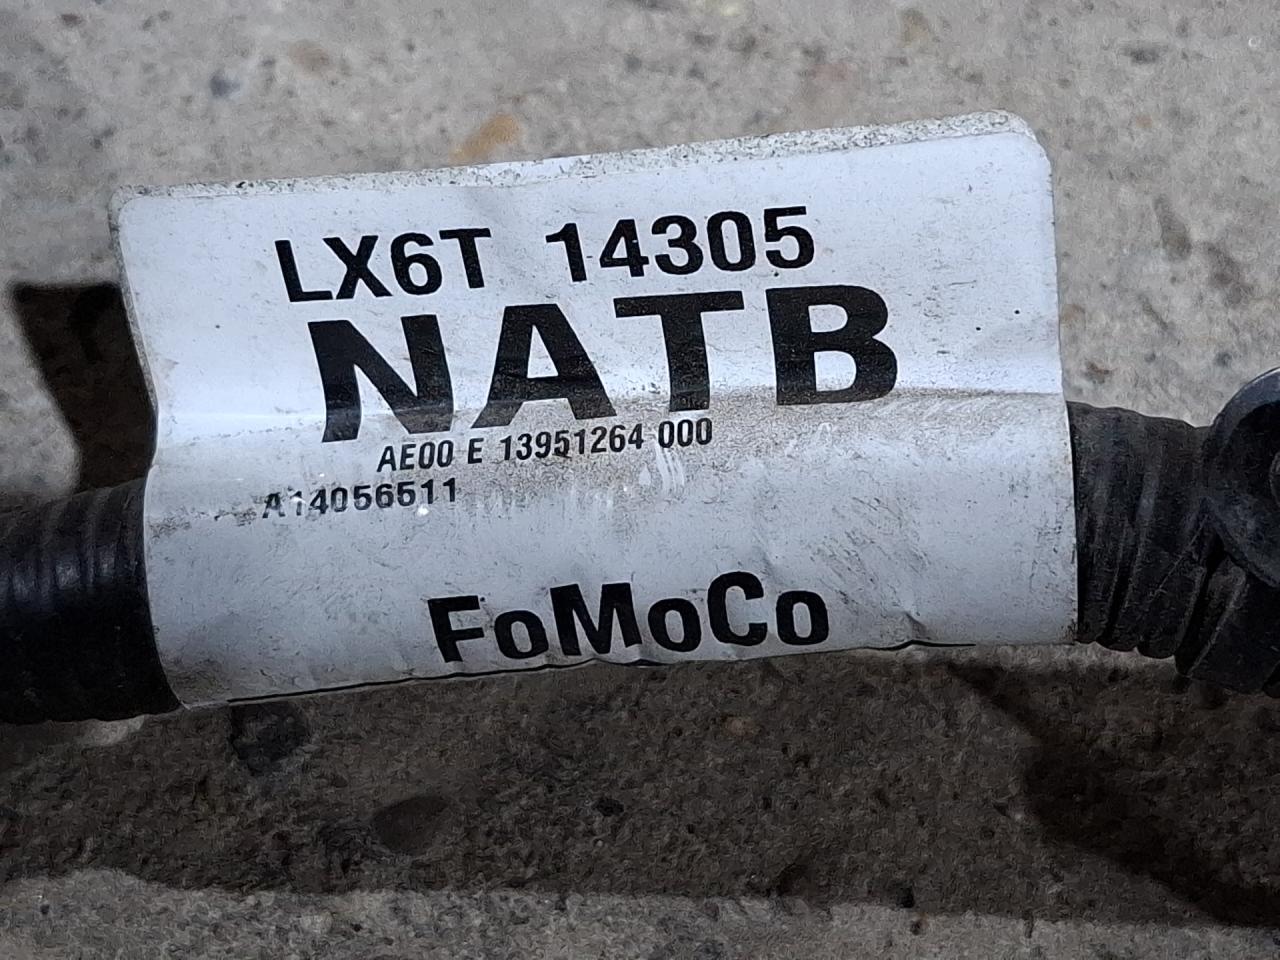 LX6T 14305
NATB
AE00 E 13951264 000
A14056511
FoMoCo